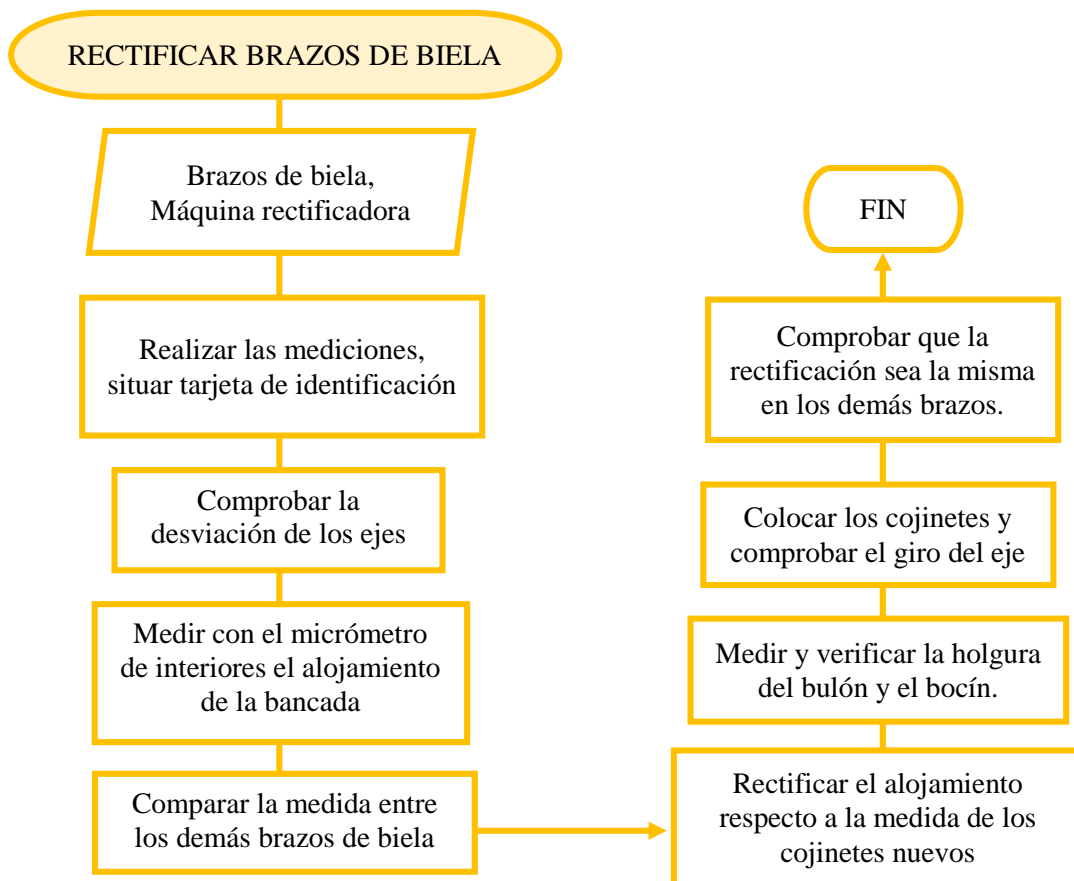 RECTIFICAR BRAZOS DE BIELA
Brazos de biela,
Máquina rectificadora
Realizar las mediciones,
situar tarjeta de identificación
Comprobar la
desviación de los ejes
Medir con el micrómetro
de interiores el alojamiento
de la bancada
Comparar la medida entre
los demás brazos de biela
Rectificar el alojamiento
respecto a la medida de los
cojinetes nuevos
Medir y verificar la holgura
del bulón y el bocín.
Colocar los cojinetes y
comprobar el giro del eje
Comprobar que la
rectificación sea la misma
en los demás brazos.
FIN